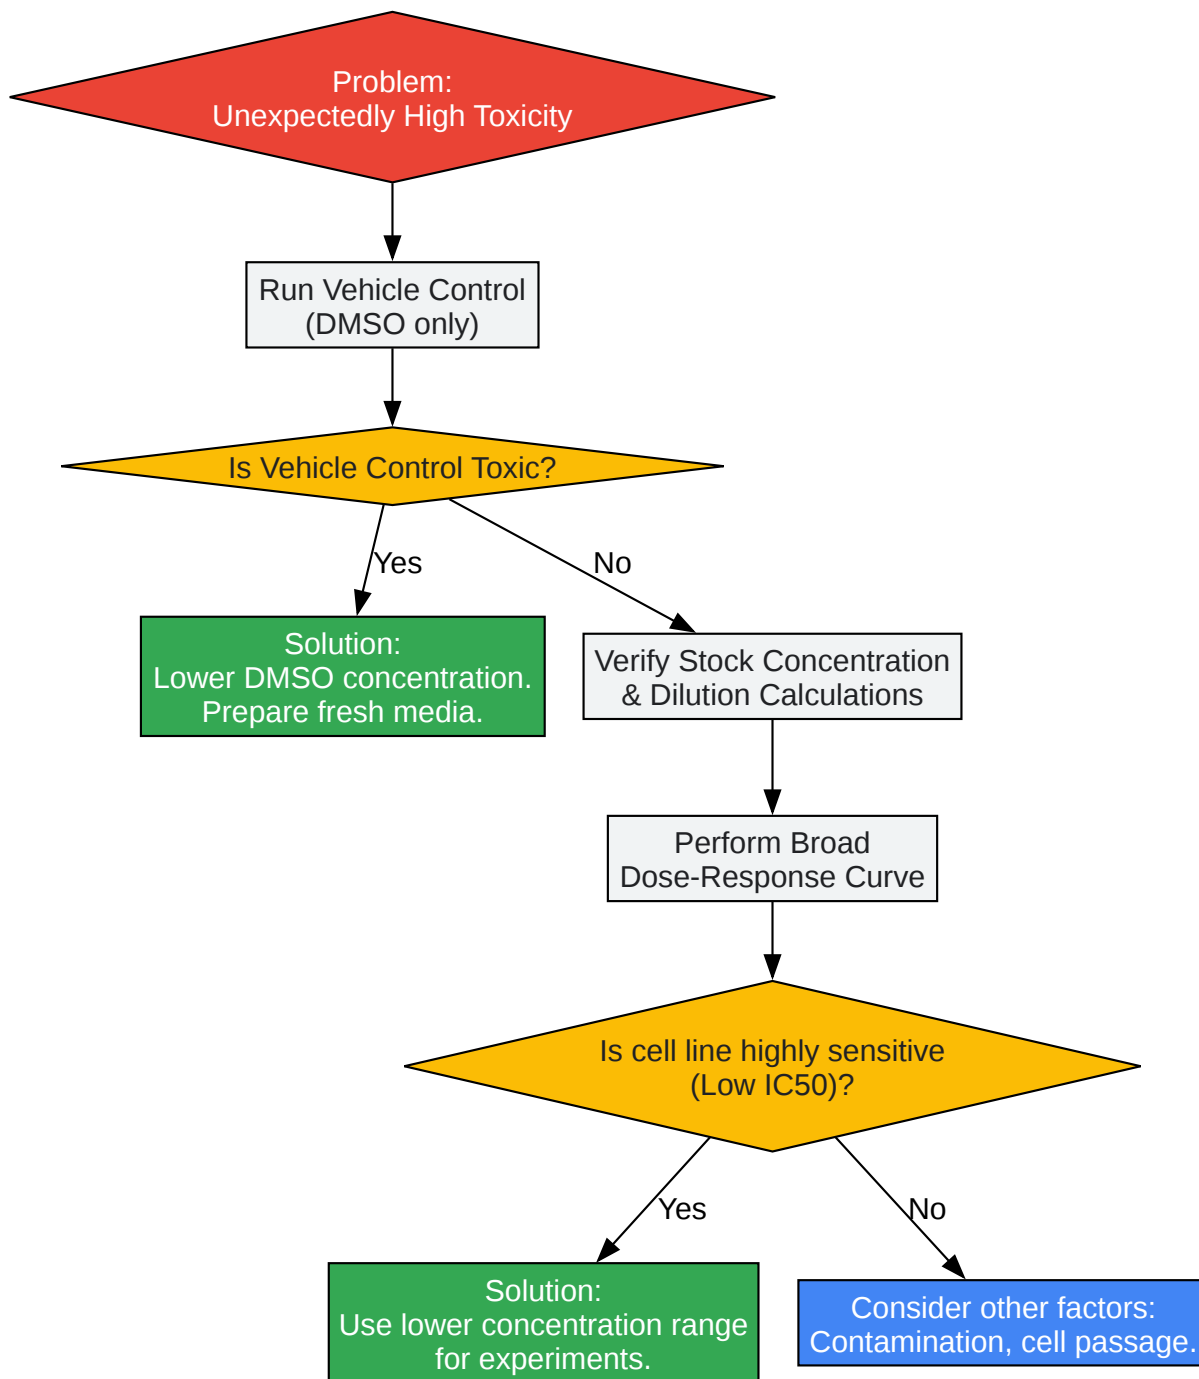 Problem:
Unexpectedly High Toxicity
Run Vehicle Control
(DMSO only)
Is Vehicle Control Toxic?
Yes
No
Solution:
Lower DMSO concentration.
Prepare fresh media.
Verify Stock Concentration
& Dilution Calculations
Perform Broad
Dose-Response Curve
Is cell line highly sensitive
(Low IC50)?
Yes
No
Solution:
Use lower concentration range
for experiments.
Consider other factors:
Contamination, cell passage.